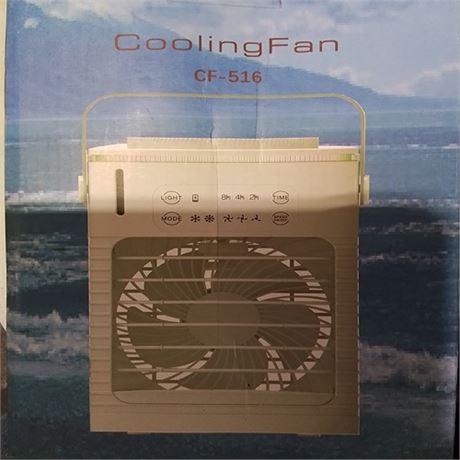 CoolingFan
CF-516
LIGHT 8H 4H 2H TIME
MODE SPEED